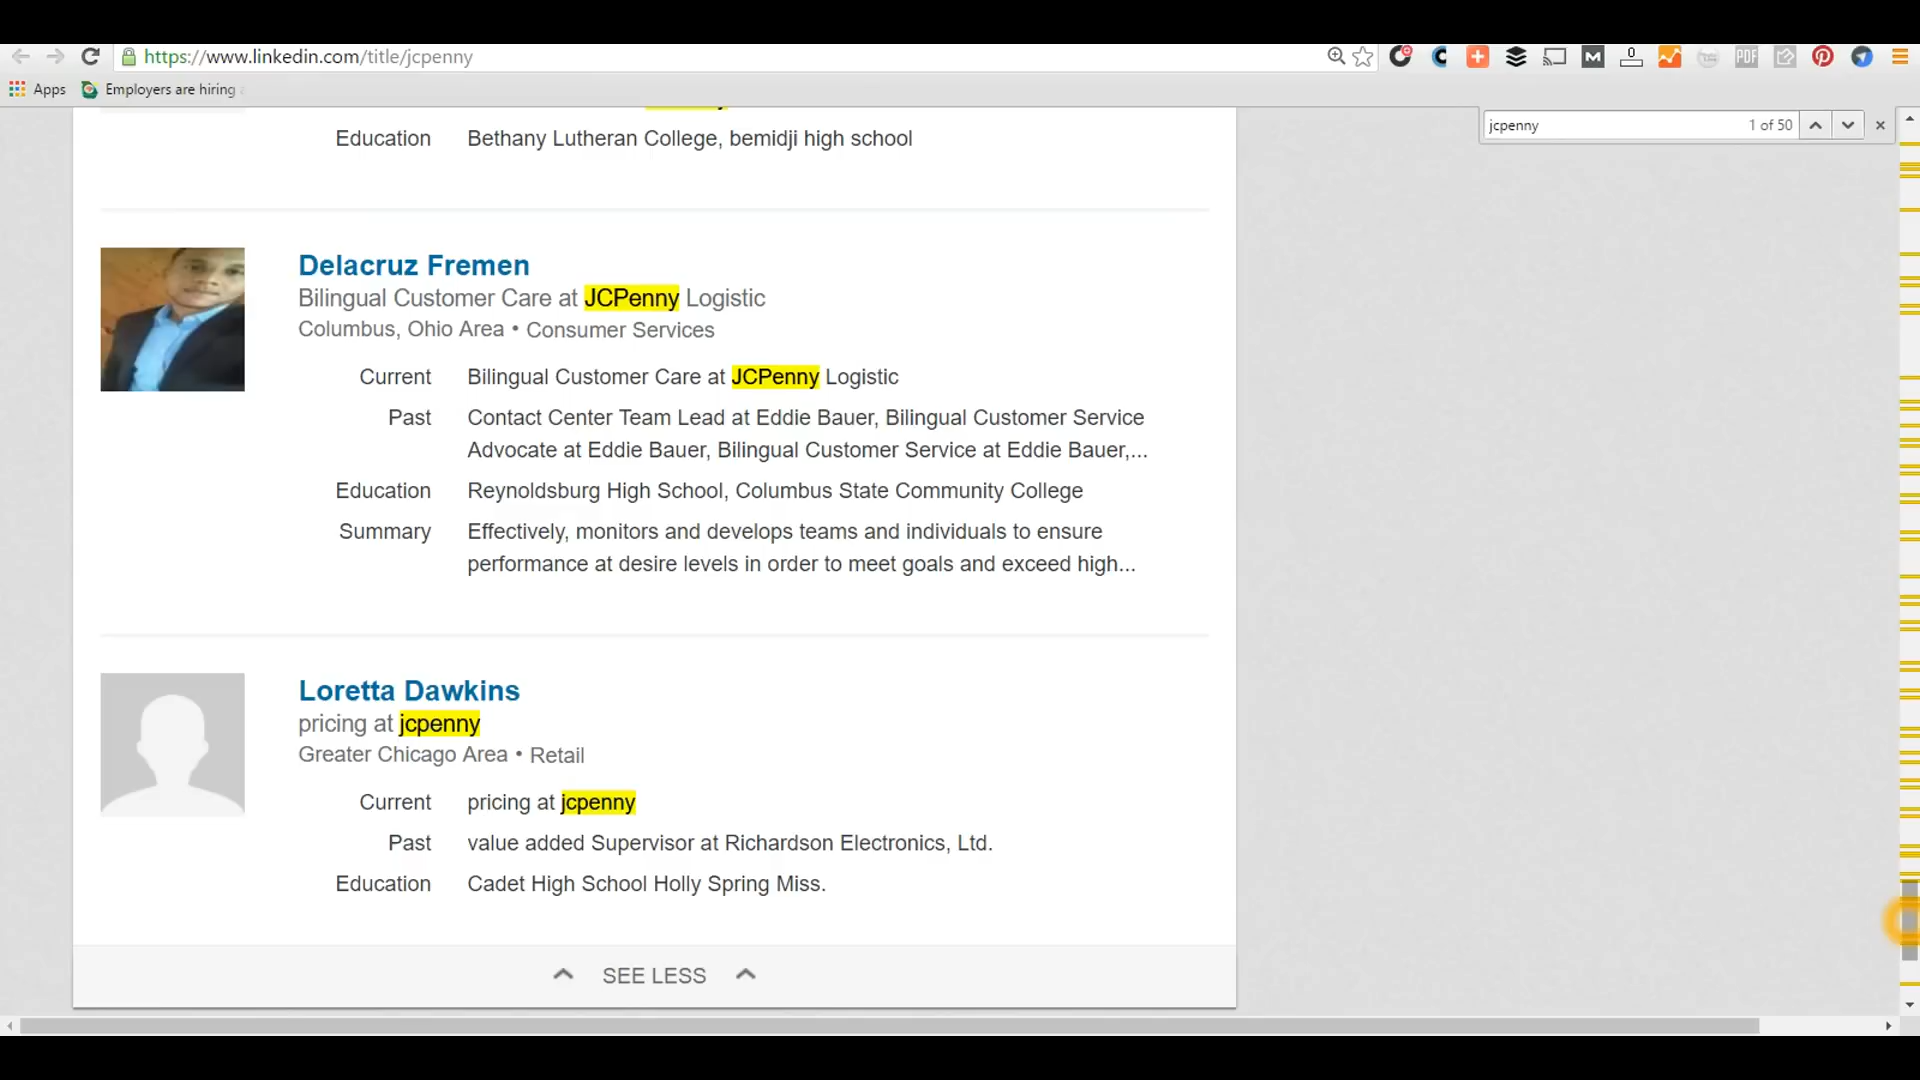 https://www.linkedin.com/title/jcpenny
0
PDF
Apps
Employers are hiring
jcpenny
1 of 50
Education Bethany Lutheran College, bemidji high school
Delacruz Fremen
Bilingual Customer Care at JCPenny Logistic
Columbus, Ohio Area • Consumer Services
Current Bilingual Customer Care at JCPenny Logistic
Past Contact Center Team Lead at Eddie Bauer, Bilingual Customer Service
Advocate at Eddie Bauer, Bilingual Customer Service at Eddie Bauer,...
Education Reynoldsburg High School, Columbus State Community College
Summary Effectively, monitors and develops teams and individuals to ensure
performance at desire levels in order to meet goals and exceed high...
Loretta Dawkins
pricing at jcpenny
Greater Chicago Area • Retail
Current pricing at jcpenny
Past value added Supervisor at Richardson Electronics, Ltd.
Education Cadet High School Holly Spring Miss.
SEE LESS